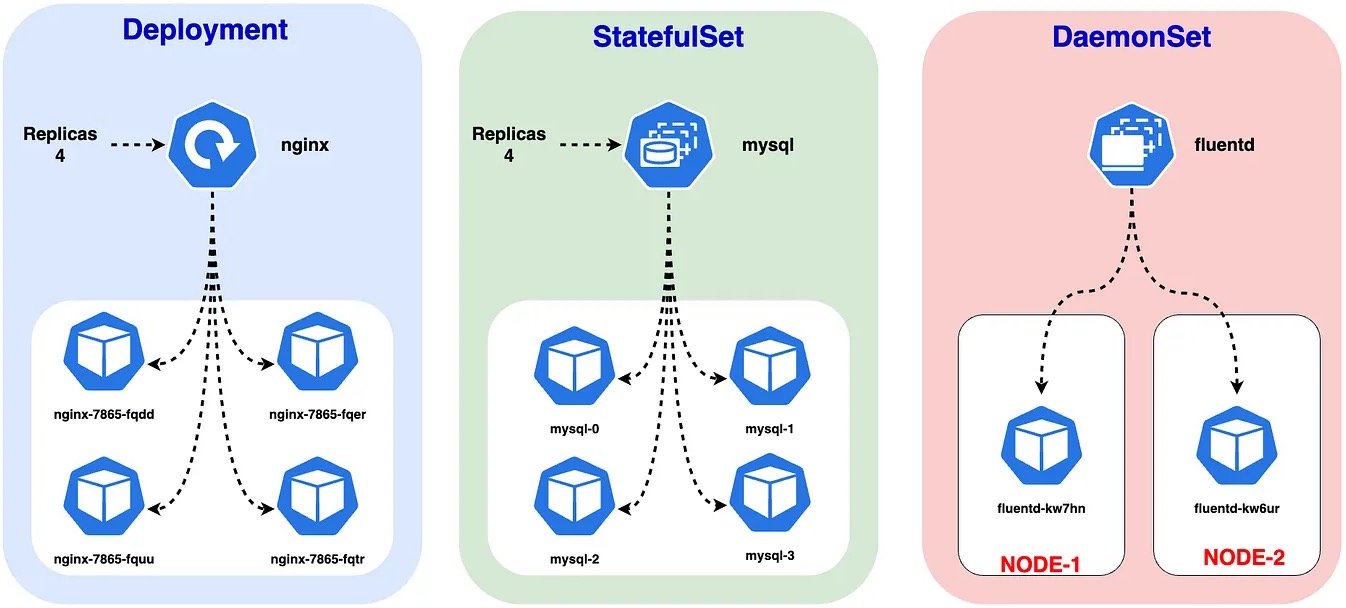 Deployment
Replicas
4
nginx
nginx-7865-fqdd
nginx-7865-fqer
nginx-7865-fquu
nginx-7865-fqtr
StatefulSet
Replicas
4
mysql
mysql-0
mysql-1
mysql-2
mysql-3
DaemonSet
fluentd
fluentd-kw7hn
fluentd-kw6ur
NODE-1
NODE-2